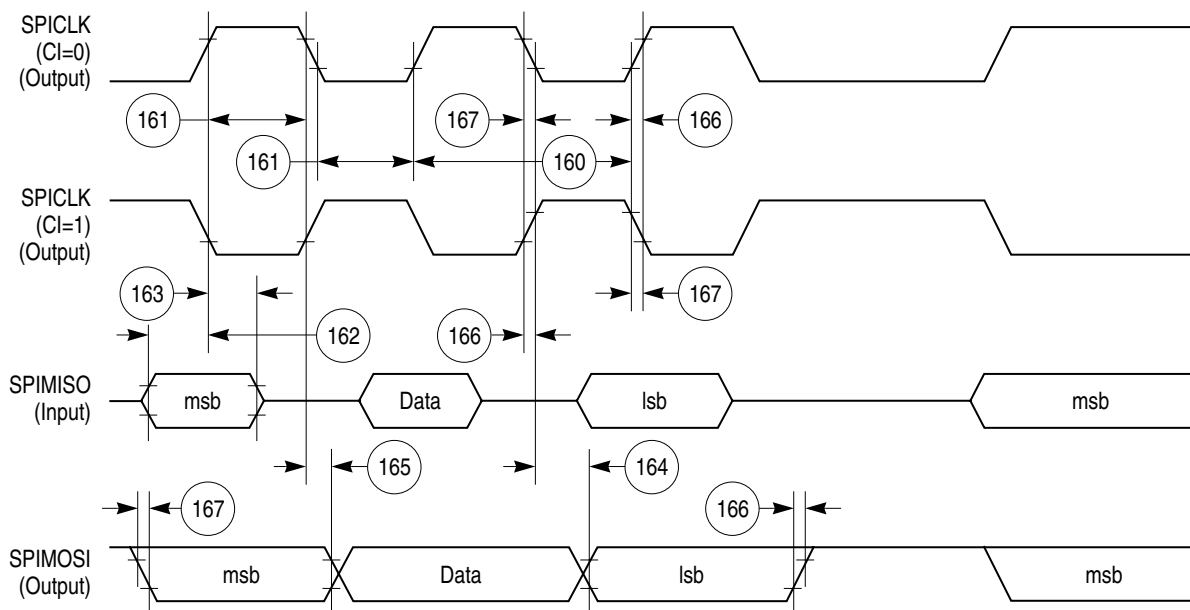 SPICLK
(CI=0)
(Output)
161
167
166
161
160
SPICLK
(CI=1)
(Output)
163
167
162
166
SPIMISO
(Input)
msb
Data
lsb
msb
165
164
167
166
SPIMOSI
(Output)
msb
Data
lsb
msb